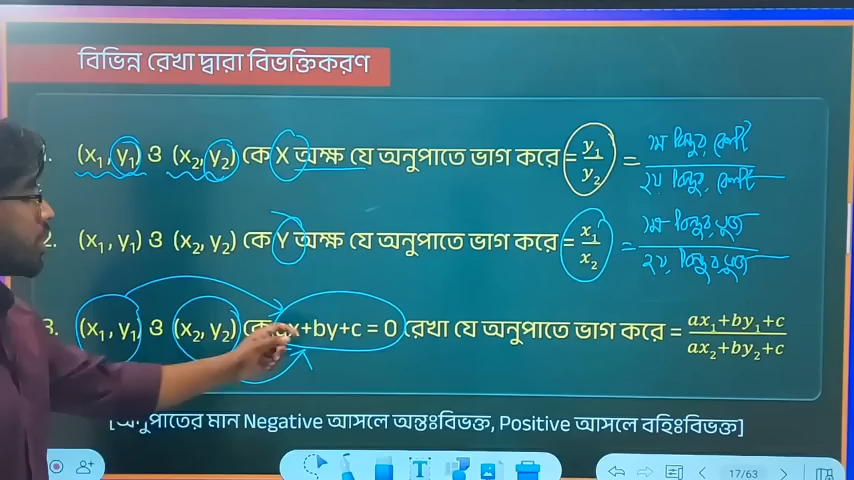 বিভিন্ন রেখা দ্বারা বিভক্তিকরণ
(x₁, y₁) ও (x₂, y₂) কে X অক্ষ যে অনুপাতে ভাগ করে = y₁/y₂ = ১ম বিন্দুর কোটি / ২য় বিন্দুর কোটি
2. (x₁, y₁) ও (x₂, y₂) কে Y অক্ষ যে অনুপাতে ভাগ করে = x₁/x₂ = ১ম বিন্দুর ভুজ / ২য় বিন্দুর ভুজ
3. (x₁, y₁) ও (x₂, y₂) কে ax+by+c = 0 রেখা যে অনুপাতে ভাগ করে = ax₁+by₁+c / ax₂+by₂+c
[অনুপাতের মান Negative আসলে অন্তঃবিভক্ত, Positive আসলে বহিঃবিভক্ত]
17/63